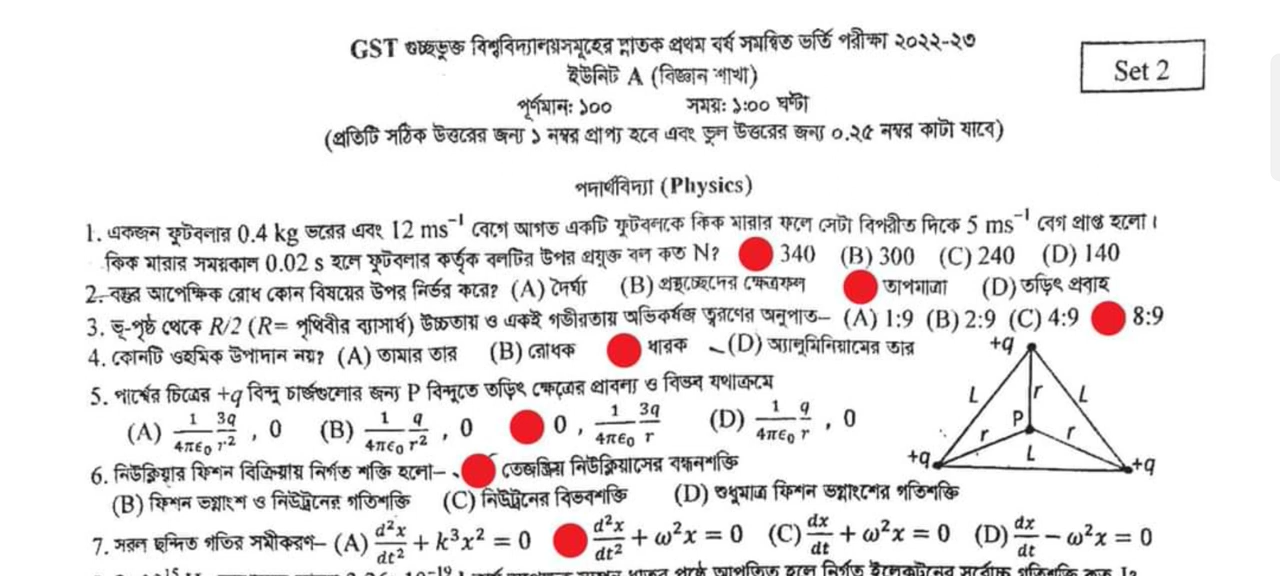 GST গুচ্ছভুক্ত বিশ্ববিদ্যালয়সমূহের স্নাতক প্রথম বর্ষ সমন্বিত ভর্তি পরীক্ষা ২০২২-২৩
ইউনিট A (বিজ্ঞান শাখা)
Set 2
পূর্ণমান: ১০০ সময়: ১:০০ ঘণ্টা
(প্রতিটি সঠিক উত্তরের জন্য ১ নম্বর প্রাপ্য হবে এবং ভুল উত্তরের জন্য ০.২৫ নম্বর কাটা যাবে)
পদার্থবিদ্যা (Physics)
1. একজন ফুটবলার 0.4 kg ভরের এবং 12 ms⁻¹ বেগে আগত একটি ফুটবলকে কিক মারার ফলে সেটা বিপরীত দিকে 5 ms⁻¹ বেগ প্রাপ্ত হলো।
কিক মারার সময়কাল 0.02 s হলে ফুটবলার কর্তৃক বলটির উপর প্রযুক্ত বল কত N? 340 (B) 300 (C) 240 (D) 140
2. বস্তুর আপেক্ষিক রোধ কোন বিষয়ের উপর নির্ভর করে? (A) দৈর্ঘ্য (B) প্রস্থচ্ছেদের ক্ষেত্রফল তাপমাত্রা (D) তড়িৎ প্রবাহ
3. ভূ-পৃষ্ঠ থেকে R/2 (R= পৃথিবীর ব্যাসার্ধ) উচ্চতায় ও একই গভীরতায় অভিকর্ষজ ত্বরণের অনুপাত– (A) 1:9 (B) 2:9 (C) 4:9 8:9
4. কোনটি ওহমিক উপাদান নয়? (A) তামার তার (B) রোধক ধারক (D) অ্যালুমিনিয়ামের তার
5. পার্শ্বের চিত্রের +q বিন্দু চার্জগুলোর জন্য P বিন্দুতে তড়িৎ ক্ষেত্রের প্রাবল্য ও বিভব যথাক্রমে
(A) 1/4πϵ₀ 3q/r² , 0 (B) 1/4πϵ₀ q/r² , 0 0 , 1/4πϵ₀ 3q/r (D) 1/4πϵ₀ q/r , 0
+q
L r L
P
r r
+q L +q
6. নিউক্লিয়ার ফিশন বিক্রিয়ায় নির্গত শক্তি হলো– তেজস্ক্রিয় নিউক্লিয়াসের বন্ধনশক্তি
(B) ফিশন ভগ্নাংশ ও নিউট্রনের গতিশক্তি (C) নিউট্রনের বিভবশক্তি (D) শুধুমাত্র ফিশন ভগ্নাংশের গতিশক্তি
7. সরল ছন্দিত গতির সমীকরণ– (A) d²x/dt² + k³x² = 0 d²x/dt² + ω²x = 0 (C) dx/dt + ω²x = 0 (D) dx/dt − ω²x = 0